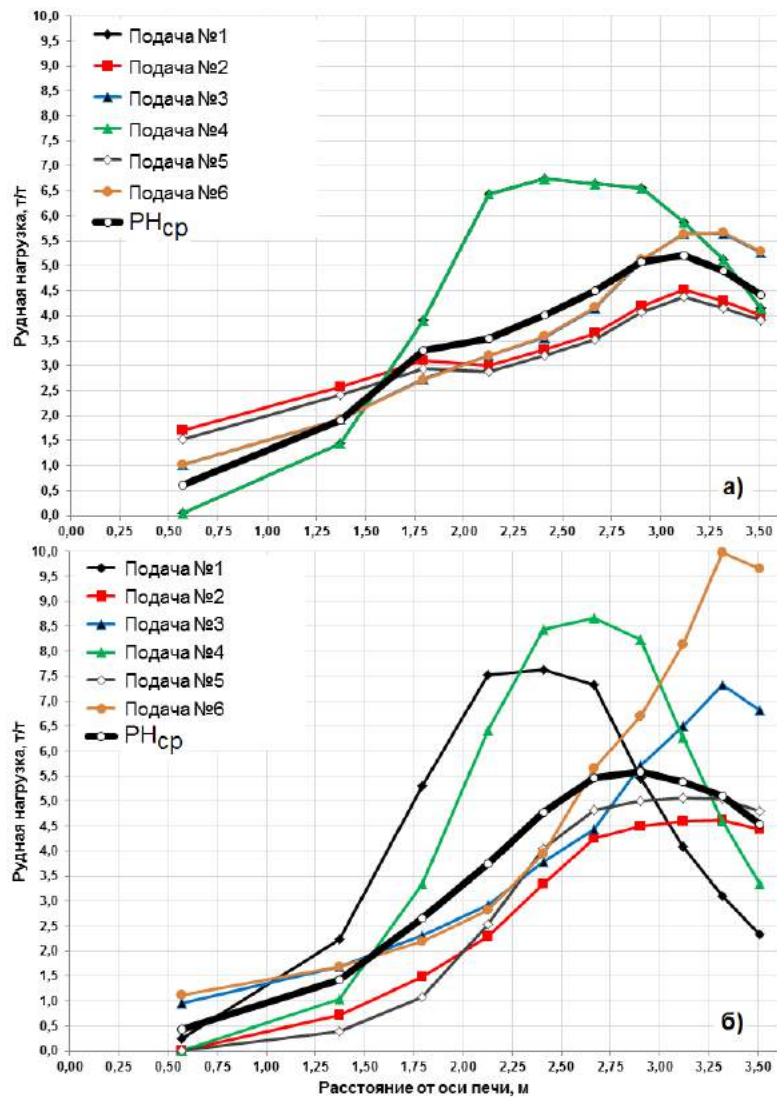 Рудная нагрузка, т/т
10,0
9,5
9,0
8,5
8,0
7,5
7,0
6,5
6,0
5,5
5,0
4,5
4,0
3,5
3,0
2,5
2,0
1,5
1,0
0,5
0,0
Подача №1
Подача №2
Подача №3
Подача №4
Подача №5
Подача №6
РНср
а)
0,00 0,25 0,50 0,75 1,00 1,25 1,50 1,75 2,00 2,25 2,50 2,75 3,00 3,25 3,50
Рудная нагрузка, т/т
10,0
9,5
9,0
8,5
8,0
7,5
7,0
6,5
6,0
5,5
5,0
4,5
4,0
3,5
3,0
2,5
2,0
1,5
1,0
0,5
0,0
Подача №1
Подача №2
Подача №3
Подача №4
Подача №5
Подача №6
РНср
б)
0,00 0,25 0,50 0,75 1,00 1,25 1,50 1,75 2,00 2,25 2,50 2,75 3,00 3,25 3,50
Расстояние от оси печи, м